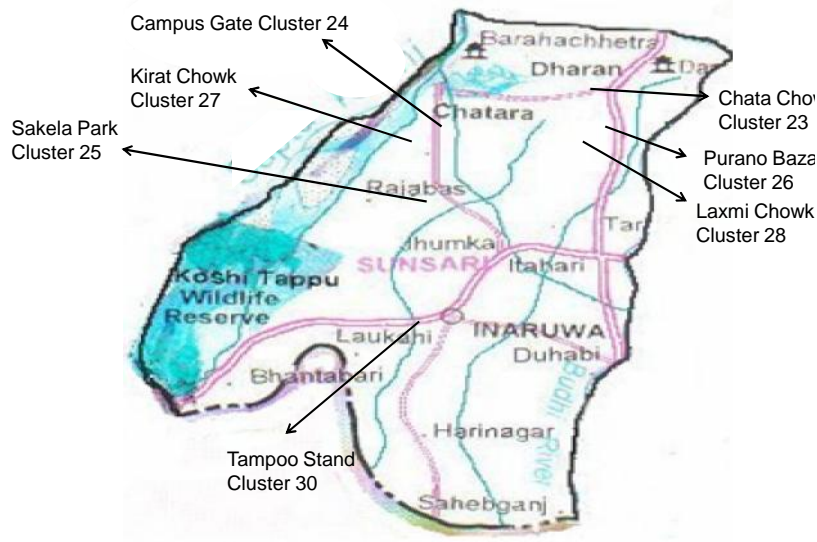 Campus Gate Cluster 24
Barahachhetra
Dharan
Kirat Chowk
Cluster 27
Chata Chow
Cluster 23
Chatara
Sakela Park
Cluster 25
Purano Baza
Cluster 26
Rajabas
Laxmi Chowk
Cluster 28
Tar
Jhumka
SUNSARI
Itahari
Koshi Tappu
Wildlife
Reserve
Laukahi
INARUWA
Duhabi
Bhantabari
Budhi River
Harinagar
Tampoo Stand
Cluster 30
Sahebganj